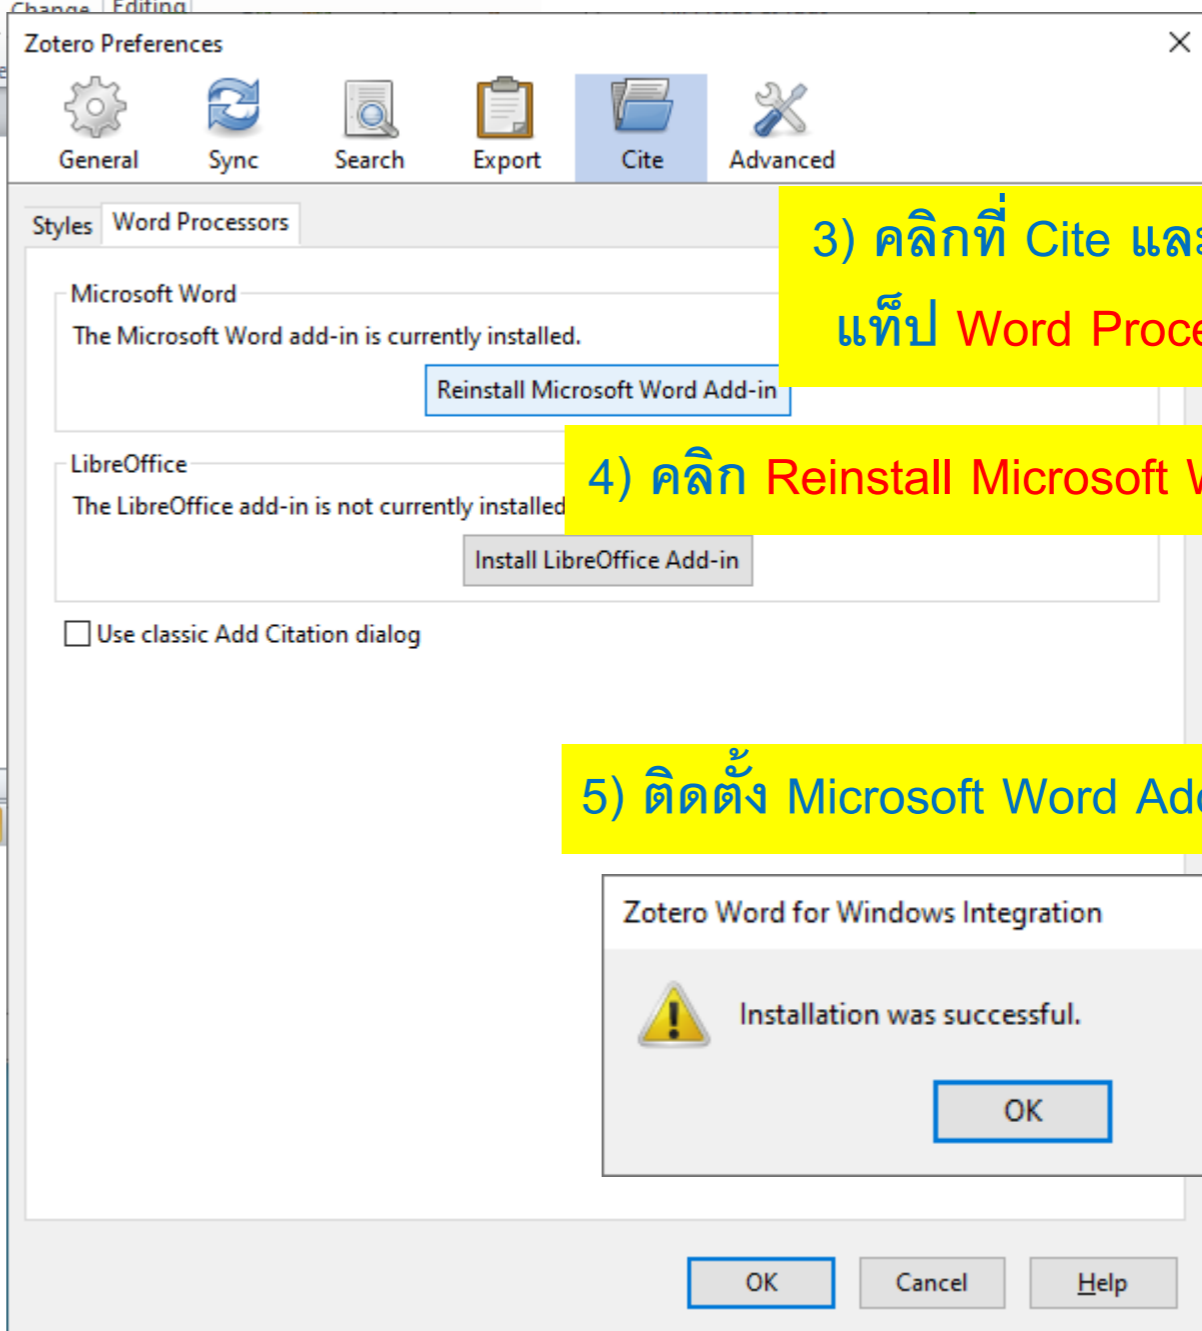 Change Editing
Zotero Preferences
General Sync Search Export Cite Advanced
Styles Word Processors
3) คลิกที่ Cite และ
แท็ป Word Proce
Microsoft Word
The Microsoft Word add-in is currently installed.
Reinstall Microsoft Word Add-in
LibreOffice
4) คลิก Reinstall Microsoft W
The LibreOffice add-in is not currently installed
Install LibreOffice Add-in
Use classic Add Citation dialog
5) ติดตั้ง Microsoft Word Add
Zotero Word for Windows Integration
Installation was successful.
OK
OK Cancel Help